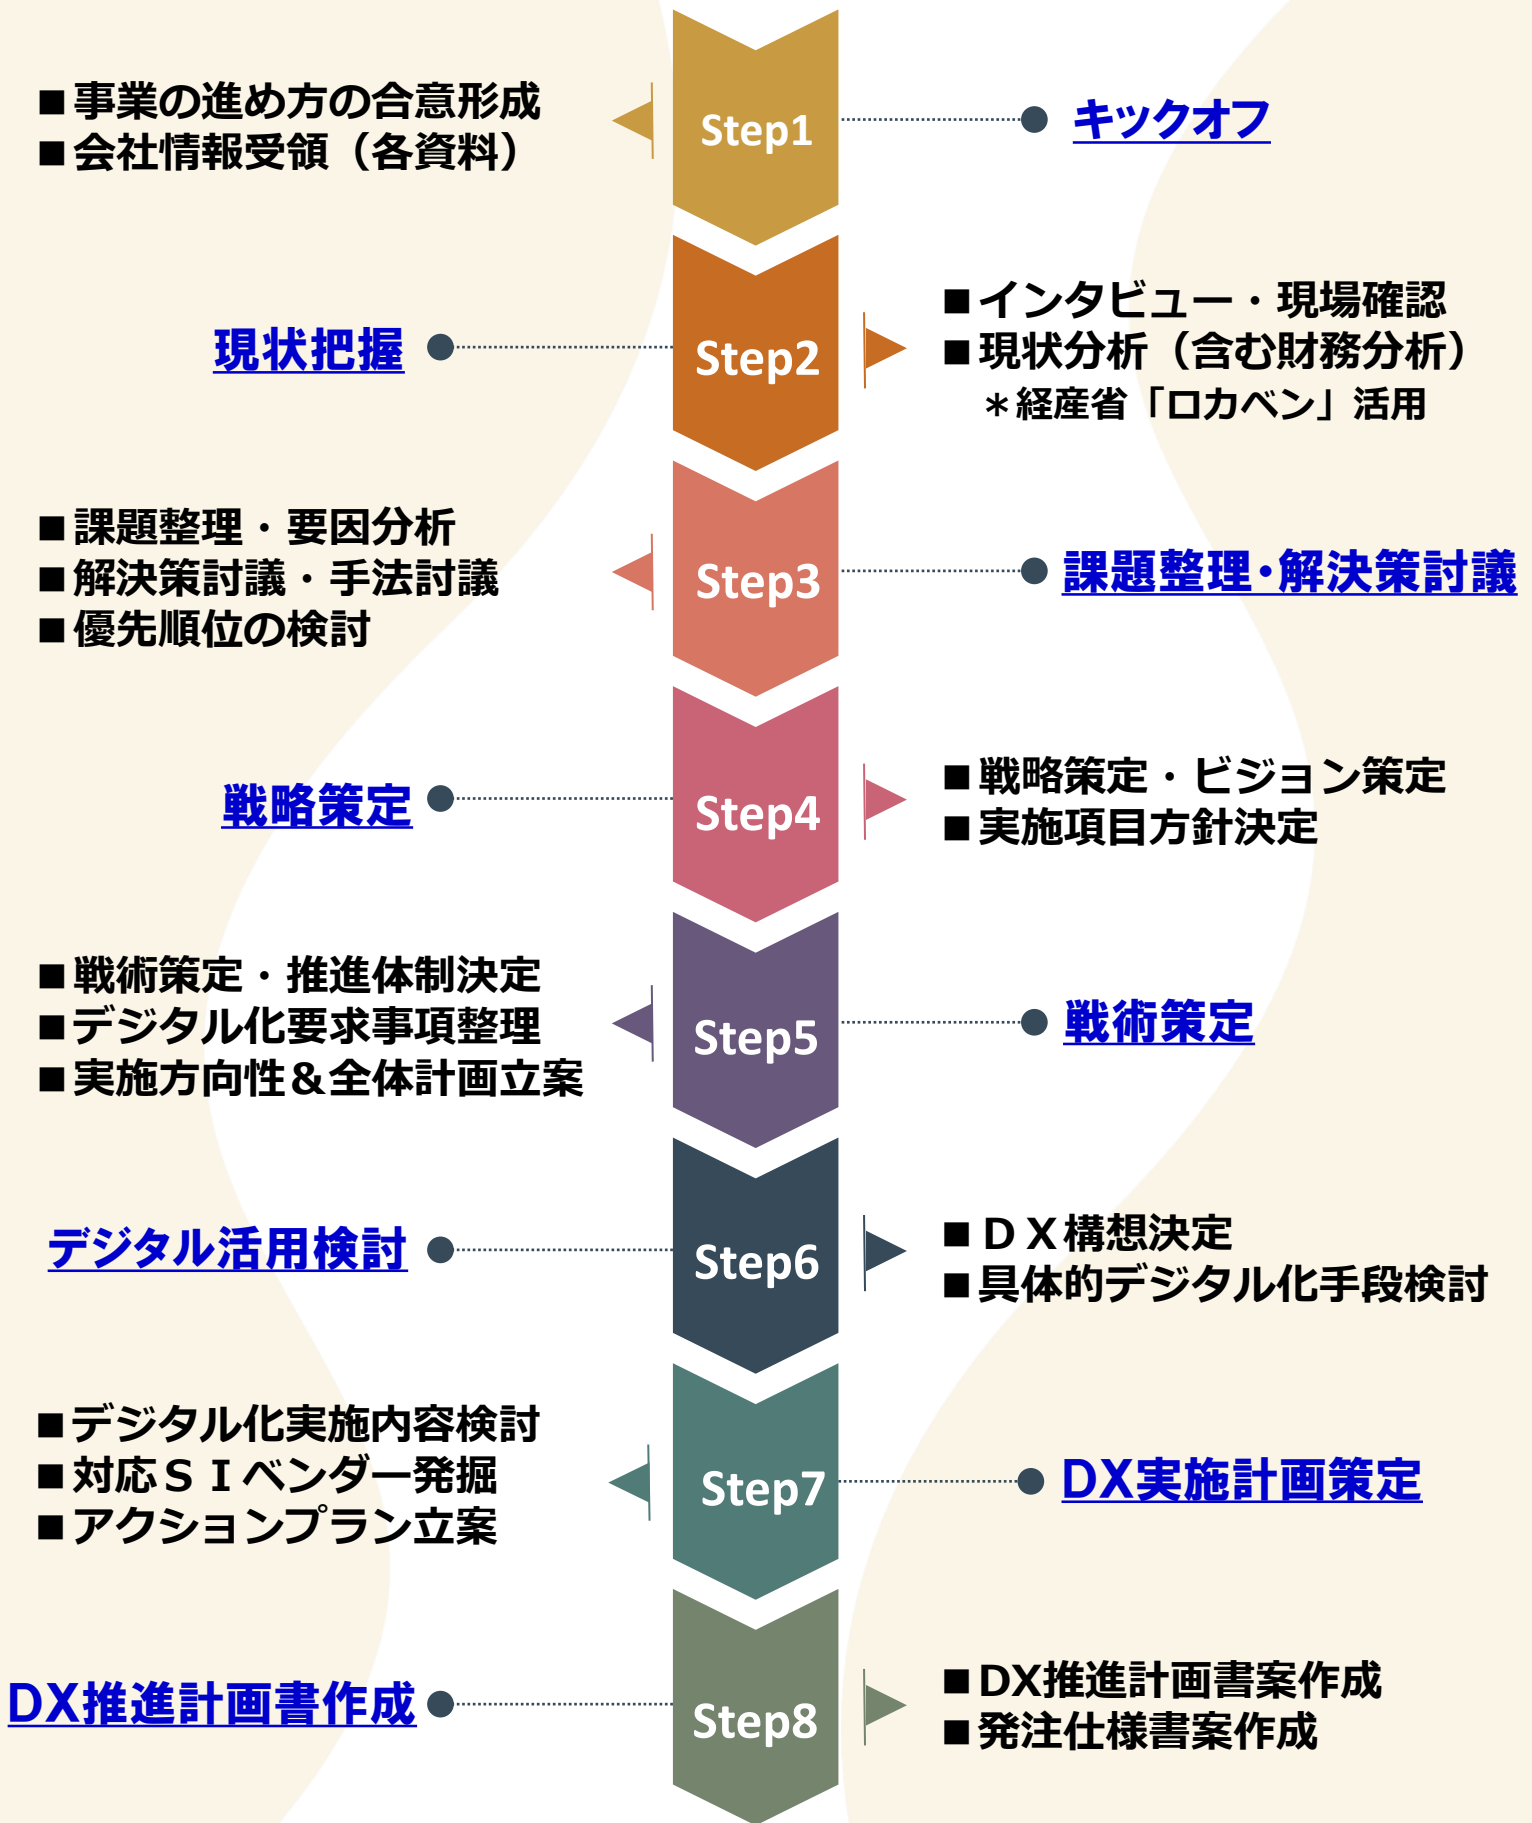 ■事業の進め方の合意形成
■会社情報受領（各資料）
Step1
キックオフ
現状把握
Step2
■インタビュー・現場確認
■現状分析（含む財務分析）
＊経産省「ロカベン」活用
■課題整理・要因分析
■解決策討議・手法討議
■優先順位の検討
Step3
課題整理・解決策討議
戦略策定
Step4
■戦略策定・ビジョン策定
■実施項目方針決定
■戦術策定・推進体制決定
■デジタル化要求事項整理
■実施方向性＆全体計画立案
Step5
戦術策定
デジタル活用検討
Step6
■ＤＸ構想決定
■具体的デジタル化手段検討
■デジタル化実施内容検討
■対応ＳＩベンダー発掘
■アクションプラン立案
Step7
DX実施計画策定
DX推進計画書作成
Step8
■DX推進計画書案作成
■発注仕様書案作成